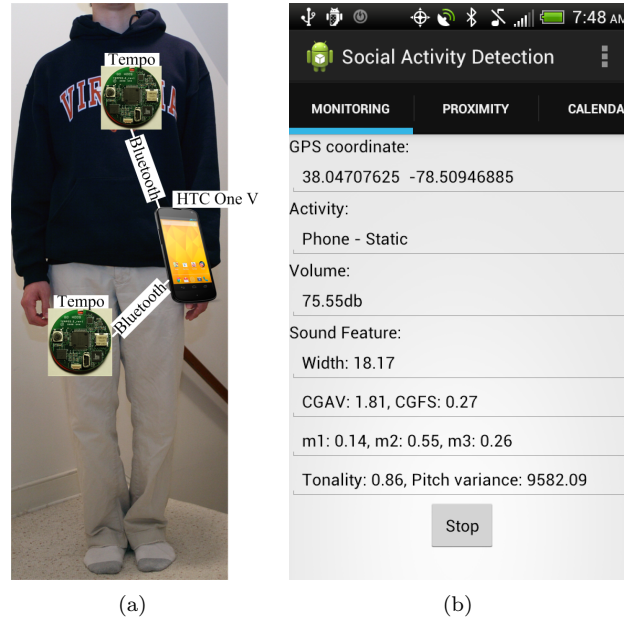 Tempo
VIR
IA
Bluetooth
HTC One V
Tempo
Bluetooth
(a)
7:48 AM
Social Activity Detection
MONITORING PROXIMITY CALENDA
GPS coordinate:
38.04707625 -78.50946885
Activity:
Phone - Static
Volume:
75.55db
Sound Feature:
Width: 18.17
CGAV: 1.81, CGFS: 0.27
m1: 0.14, m2: 0.55, m3: 0.26
Tonality: 0.86, Pitch variance: 9582.09
Stop
(b)